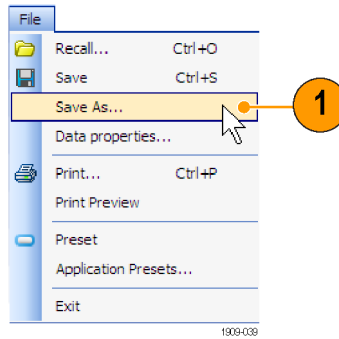 File
Recall... Ctrl+O
Save Ctrl+S
Save As...
1
Data properties...
Print... Ctrl+P
Print Preview
Preset
Application Presets...
Exit
1909-039